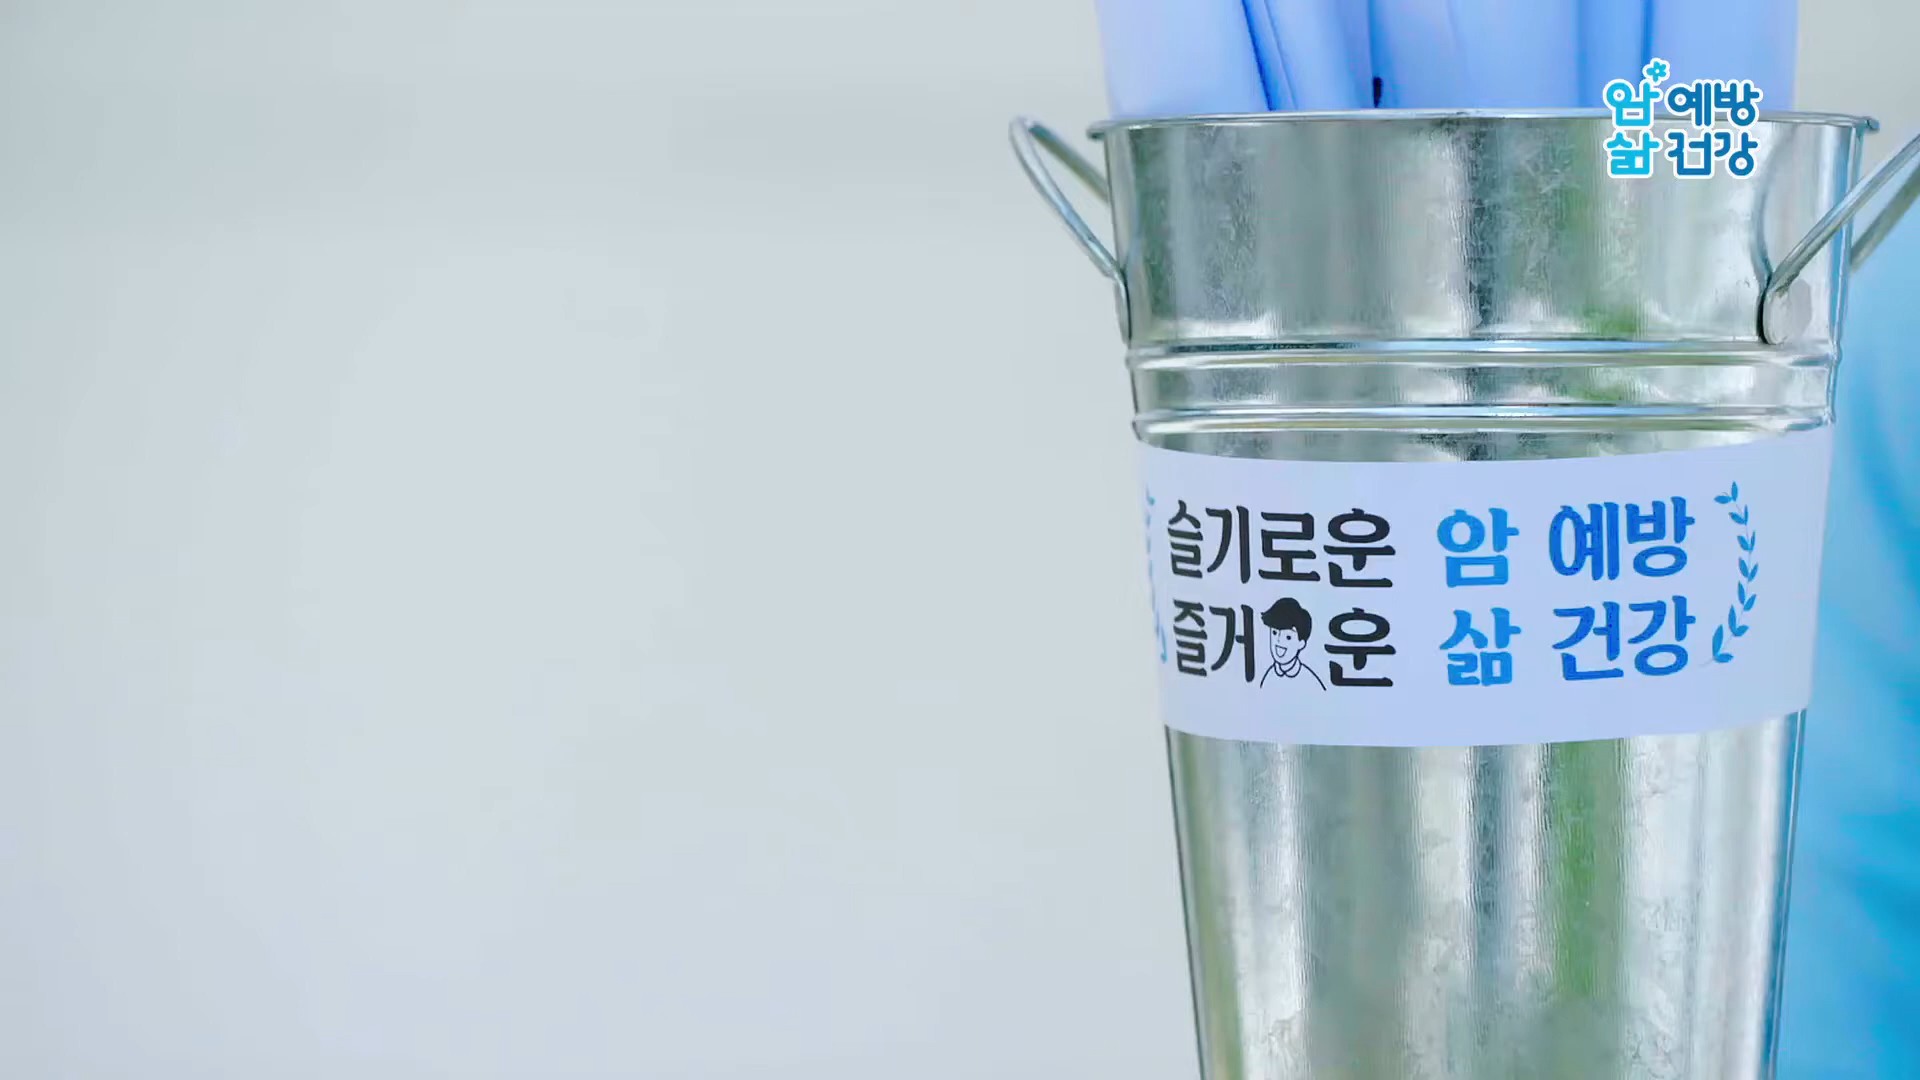 암 예방
삶 건강
슬기로운 암 예방
즐거운 삶 건강